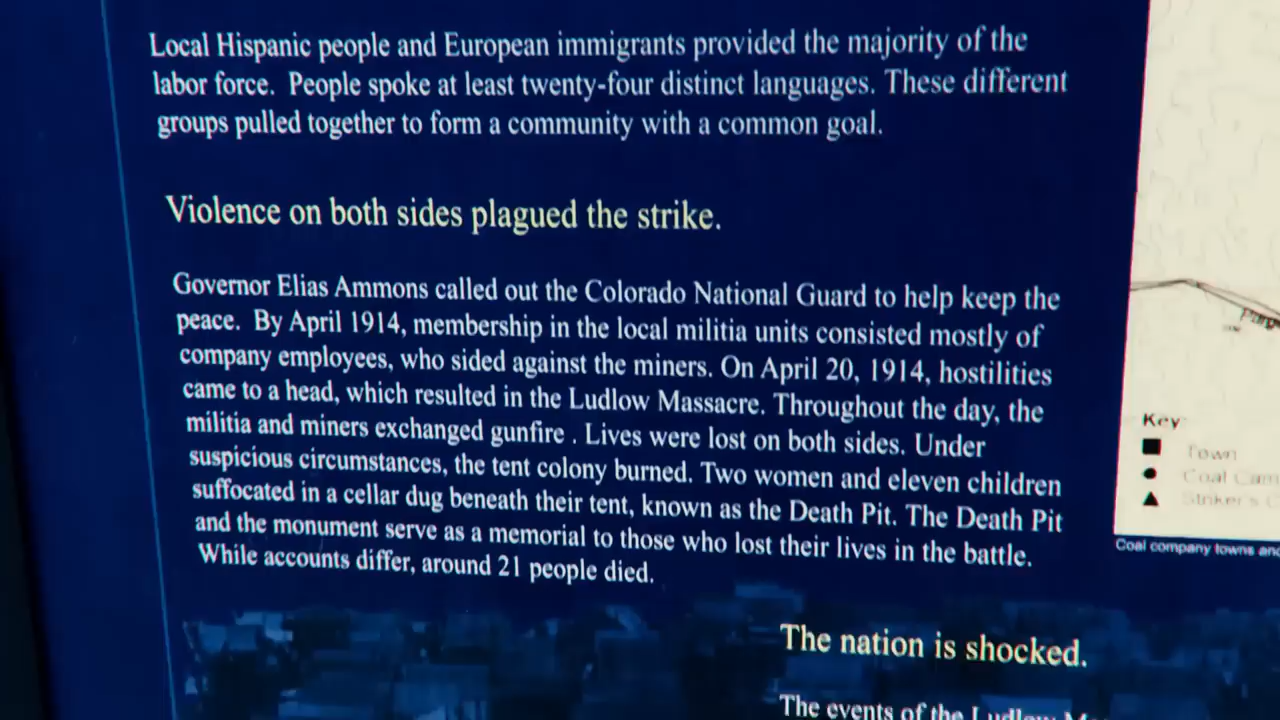 Local Hispanic people and European immigrants provided the majority of the
labor force. People spoke at least twenty-four distinct languages. These different
groups pulled together to form a community with a common goal.
Violence on both sides plagued the strike.
Governor Elias Ammons called out the Colorado National Guard to help keep the
peace. By April 1914, membership in the local militia units consisted mostly of
company employees, who sided against the miners. On April 20, 1914, hostilities
came to a head, which resulted in the Ludlow Massacre. Throughout the day, the
militia and miners exchanged gunfire . Lives were lost on both sides. Under
suspicious circumstances, the tent colony burned. Two women and eleven children
suffocated in a cellar dug beneath their tent, known as the Death Pit. The Death Pit
and the monument serve as a memorial to those who lost their lives in the battle.
While accounts differ, around 21 people died.
The nation is shocked.
The events of the Ludlow
Key
Town
Coal Cam
Striker's
Coal company towns and